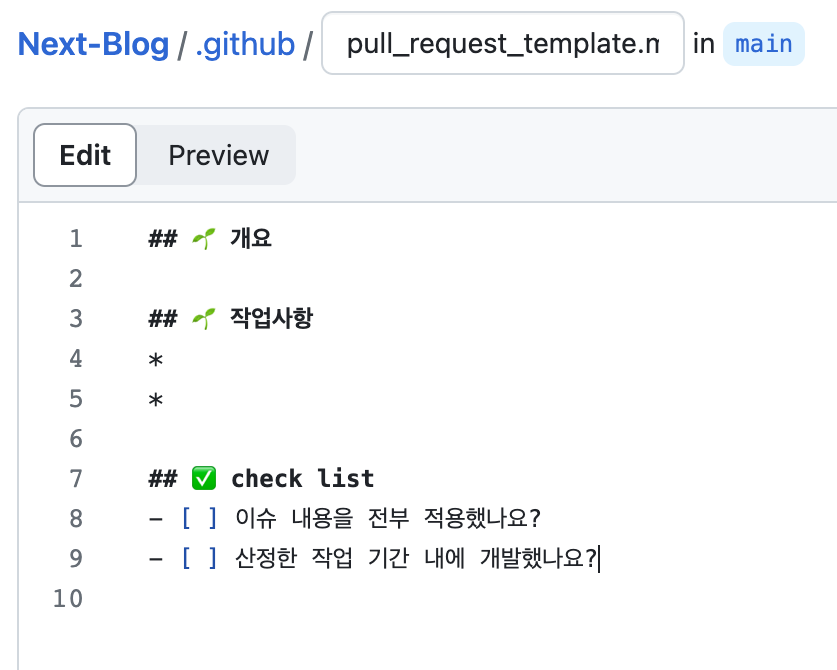 Next-Blog / .github / pull_request_template.m in main
Edit Preview
1 ## 🌱 개요
2
3 ## 🌱 작업사항
4 *
5 *
6
7 ## ✅ check list
8 - [ ] 이슈 내용을 전부 적용했나요?
9 - [ ] 산정한 작업 기간 내에 개발했나요?
10